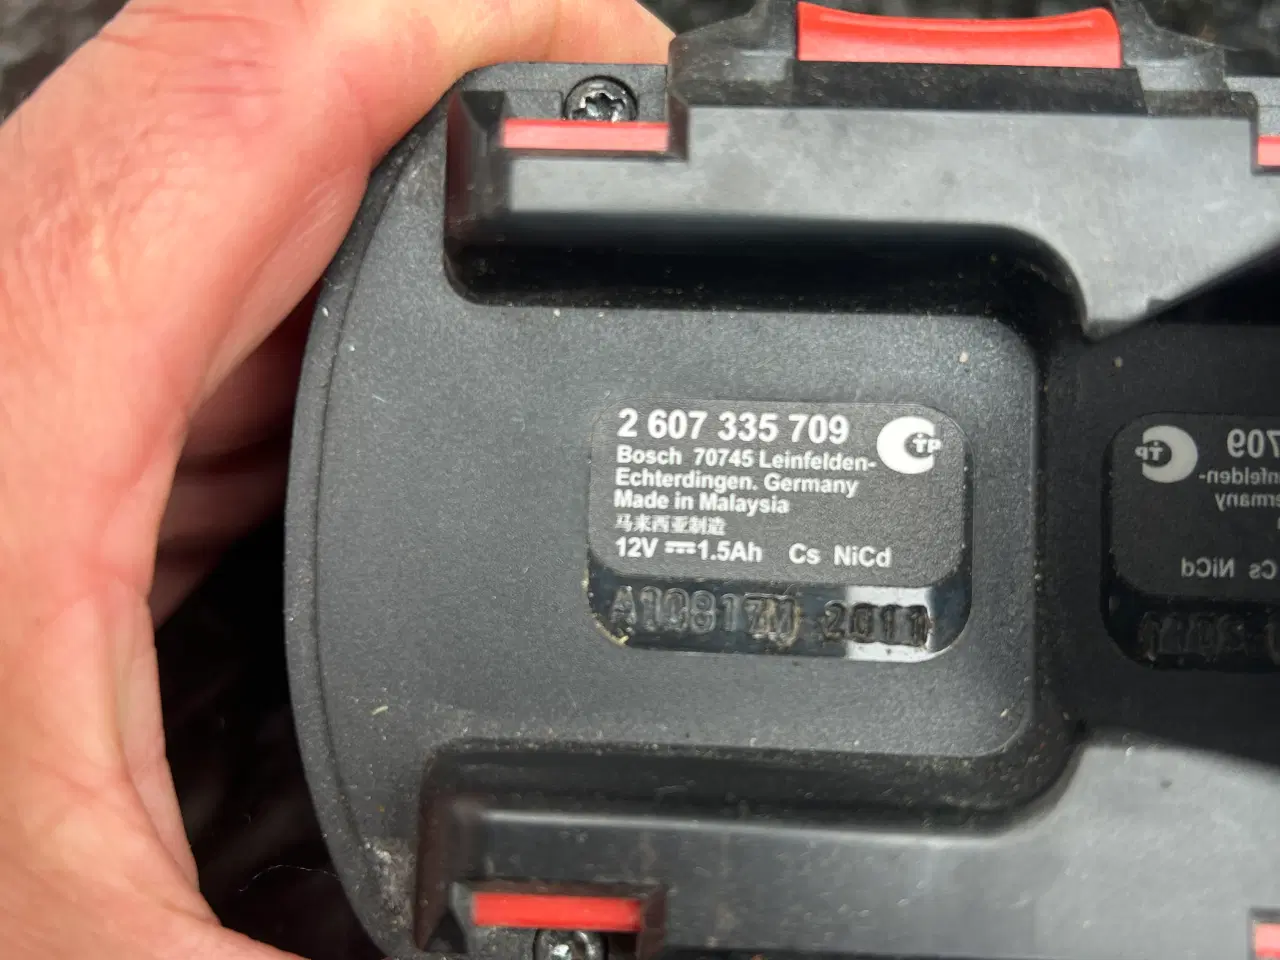 2 607 335 709
Bosch 70745 Leinfelden-
Echterdingen. Germany
Made in Malaysia
马来西亚制造
12V ⎓ 1.5Ah Cs NiCd
2011